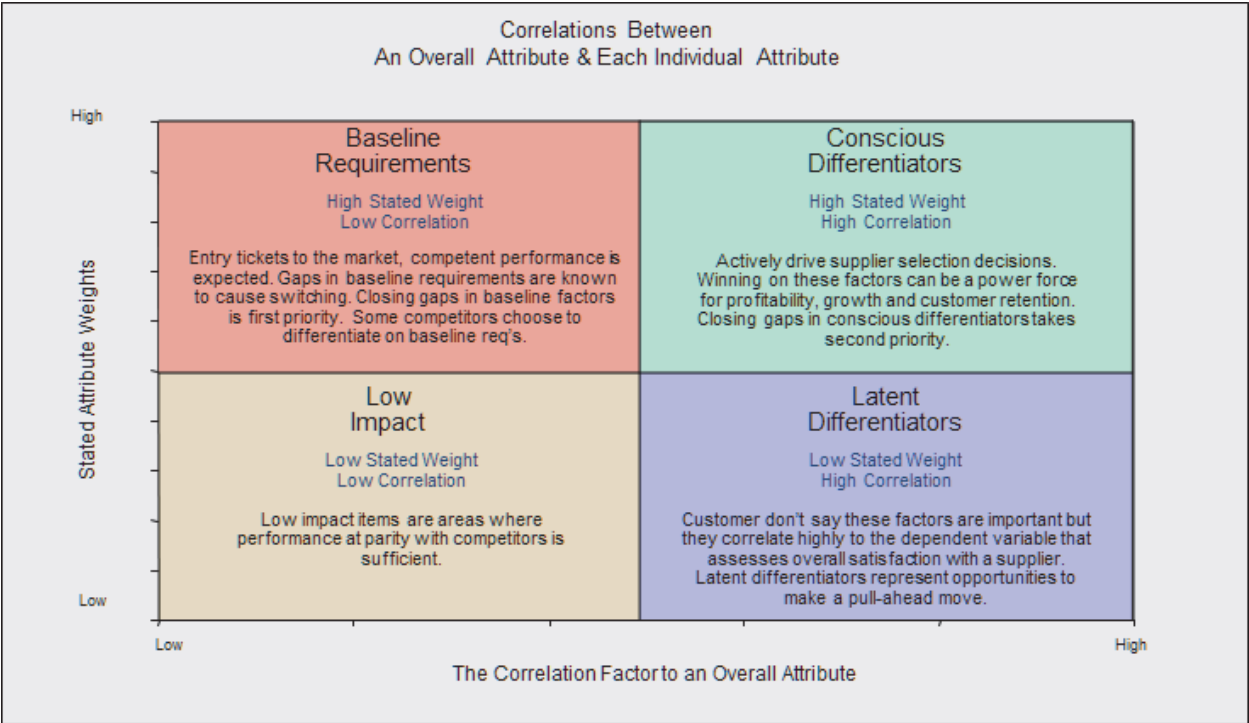 Correlations Between
An Overall Attribute & Each Individual Attribute
High
Stated Attribute Weights
Low
Baseline
Requirements
High Stated Weight
Low Correlation
Entry tickets to the market, competent performance is
expected. Gaps in baseline requirements are known
to cause switching. Closing gaps in baseline factors
is first priority. Some competitors choose to
differentiate on baseline req's.
Conscious
Differentiators
High Stated Weight
High Correlation
Actively drive supplier selection decisions.
Winning on these factors can be a power force
for profitability, growth and customer retention.
Closing gaps in conscious differentiators takes
second priority.
Low
Impact
Low Stated Weight
Low Correlation
Low impact items are areas where
performance at parity with competitors is
sufficient.
Latent
Differentiators
Low Stated Weight
High Correlation
Customer don't say these factors are important but
they correlate highly to the dependent variable that
assesses overall satisfaction with a supplier.
Latent differentiators represent opportunities to
make a pull-ahead move.
Low
High
The Correlation Factor to an Overall Attribute